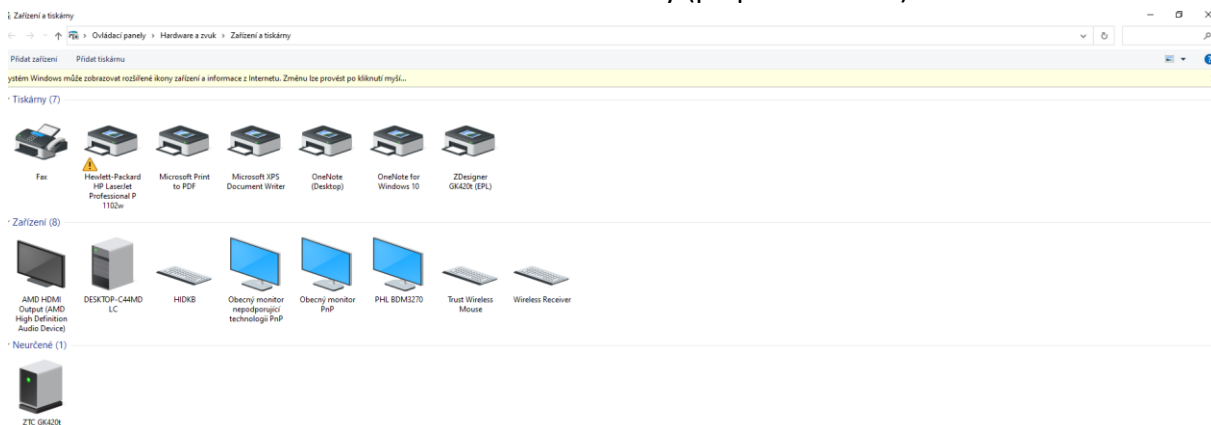 Zařízení a tiskárny
Ovládací panely › Hardware a zvuk › Zařízení a tiskárny
Přidat zařízení Přidat tiskárnu
ystém Windows může zobrazovat rozšířené ikony zařízení a informace z Internetu. Změnu lze provést po kliknutí myší...
Tiskárny (7)
Fax
Hewlett-Packard
HP LaserJet
Professional P
1102w
Microsoft Print
to PDF
Microsoft XPS
Document Writer
OneNote
(Desktop)
OneNote for
Windows 10
ZDesigner
GK420t (EPL)
Zařízení (8)
AMD HDMI
Output (AMD
High Definition
Audio Device)
DESKTOP-C44MD
LC
HIDKB
Obecný monitor
nepodporující
technologii PnP
Obecný monitor
PnP
PHL BDM3270
Trust Wireless
Mouse
Wireless Receiver
Neurčené (1)
ZTC GK420t